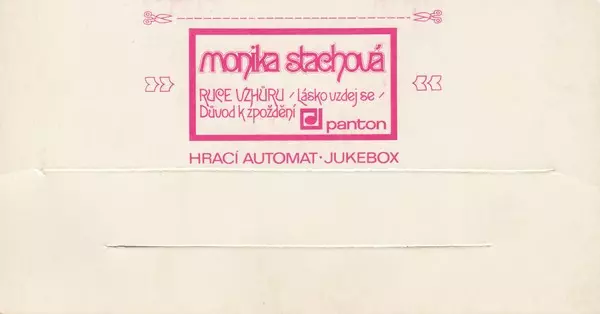 monika stachová
RUCE VZHŮRU / Lásko vzdej se /
Důvod k zpoždění panton
HRACÍ AUTOMAT · JUKEBOX